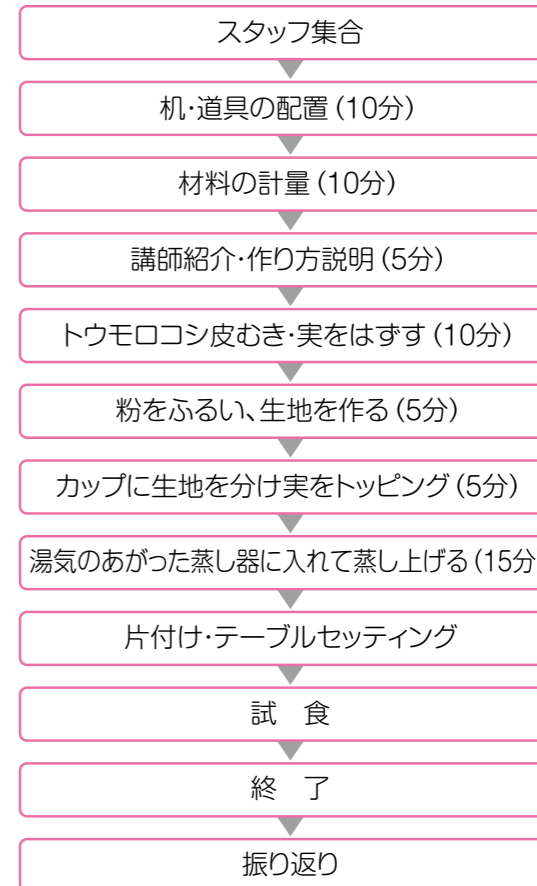 スタッフ集合
机・道具の配置（10分）
材料の計量（10分）
講師紹介・作り方説明（5分）
トウモロコシ皮むき・実をはずす（10分）
粉をふるい、生地を作る（5分）
カップに生地を分け実をトッピング（5分）
湯気のあがった蒸し器に入れて蒸し上げる（15分
片付け・テーブルセッティング
試　食
終　了
振り返り